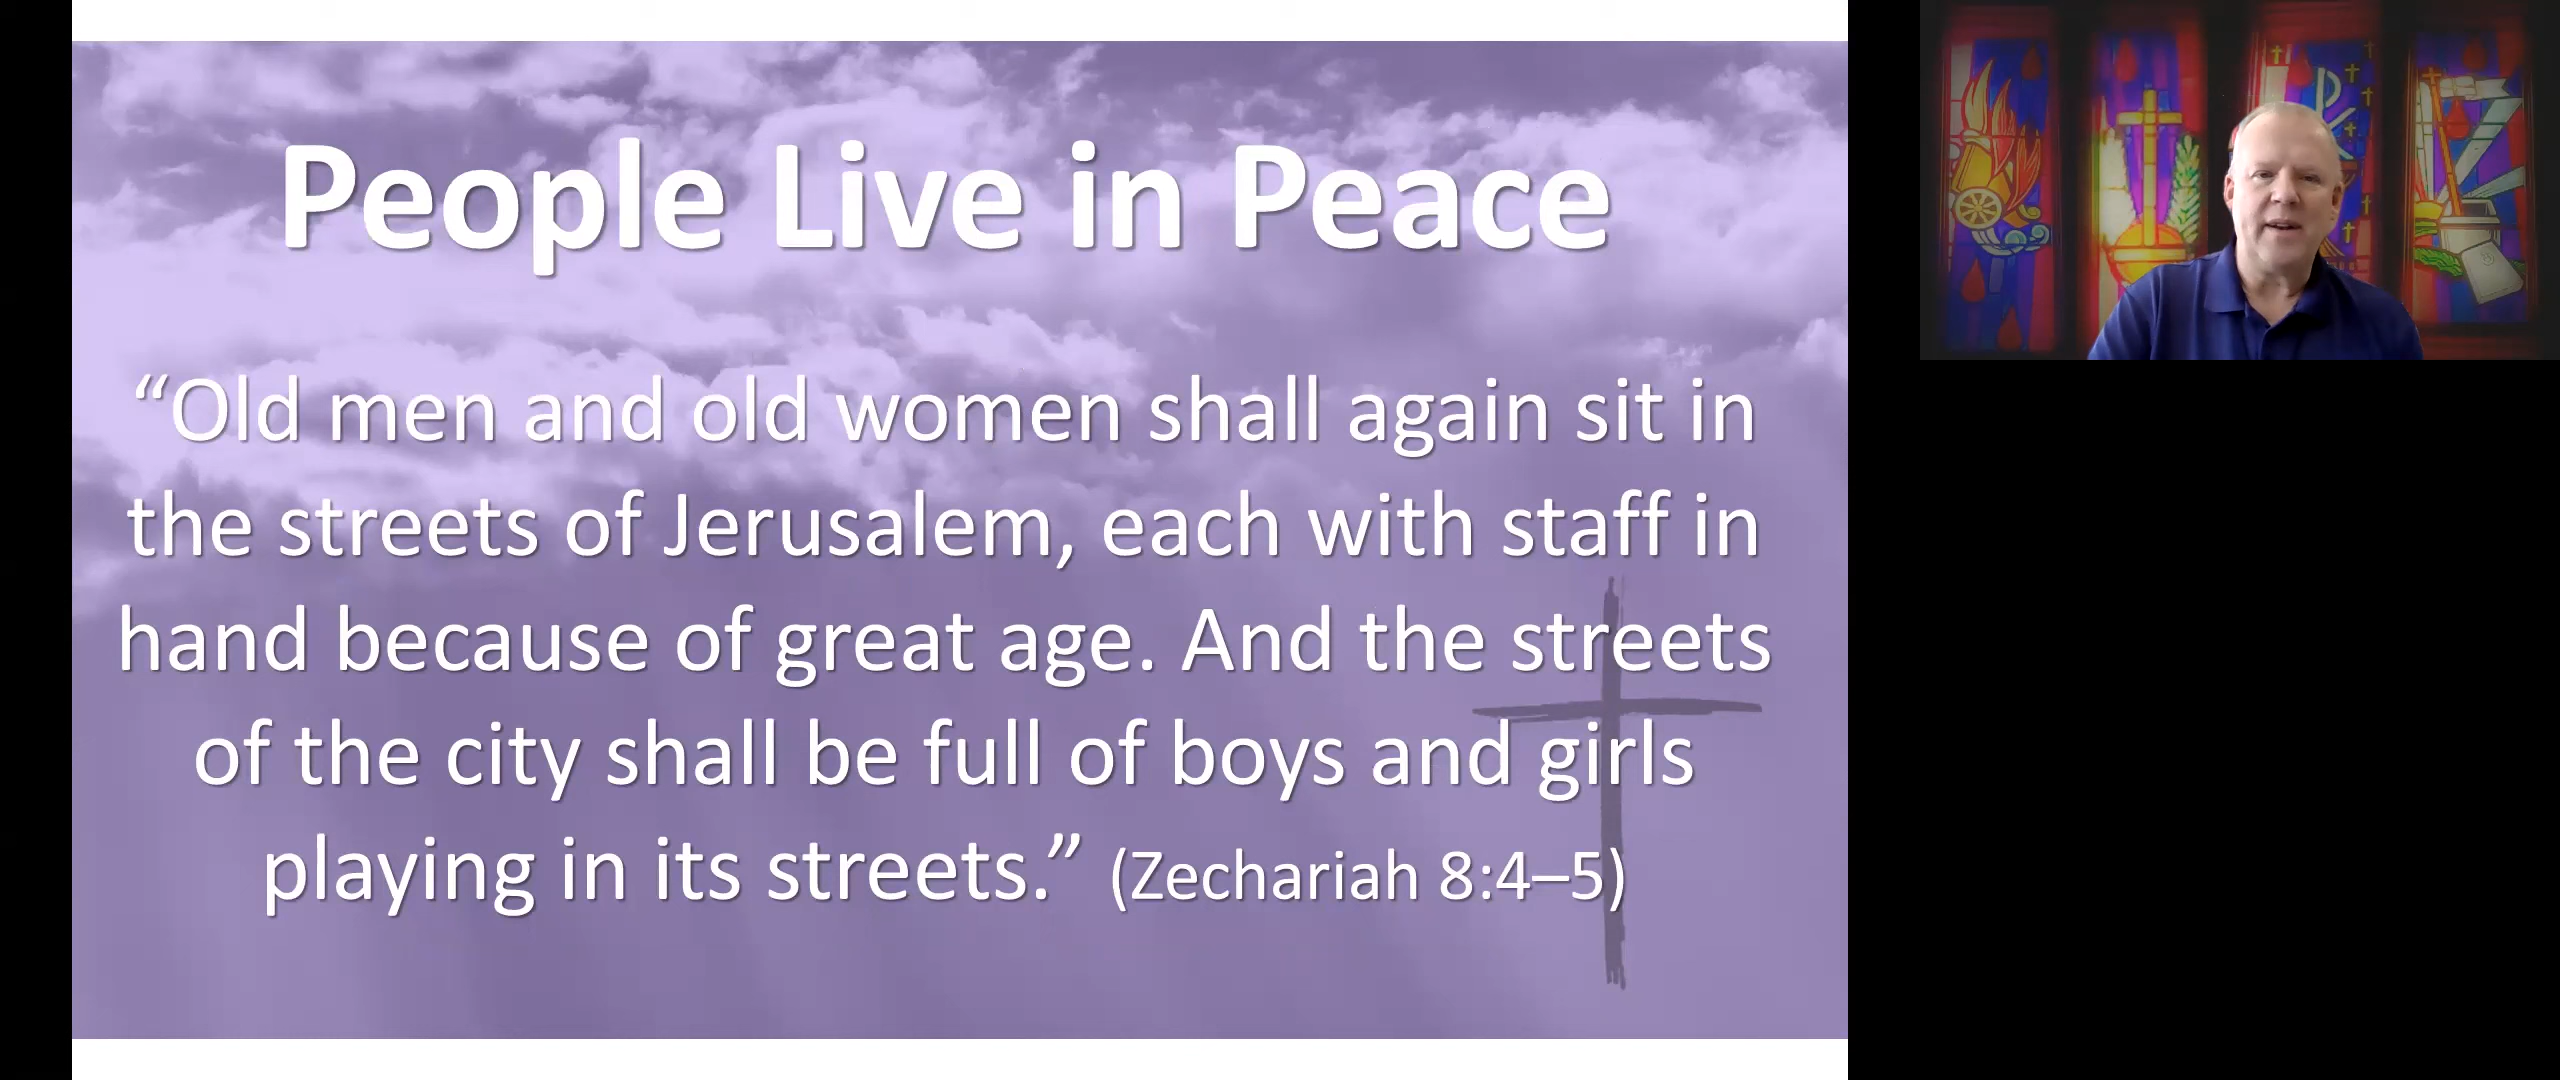 People Live in Peace
“Old men and old women shall again sit in
the streets of Jerusalem, each with staff in
hand because of great age. And the streets
of the city shall be full of boys and girls
playing in its streets.” (Zechariah 8:4–5)